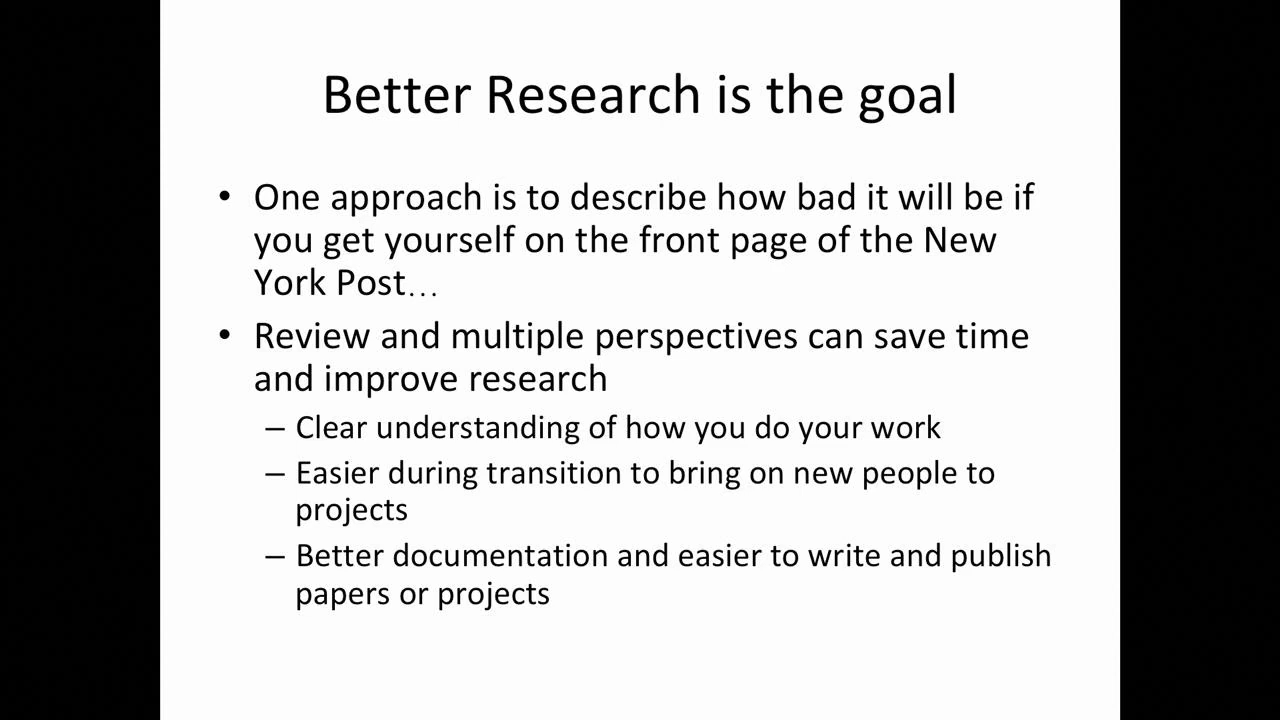 Better Research is the goal
• One approach is to describe how bad it will be if
you get yourself on the front page of the New
York Post…
• Review and multiple perspectives can save time
and improve research
– Clear understanding of how you do your work
– Easier during transition to bring on new people to
projects
– Better documentation and easier to write and publish
papers or projects